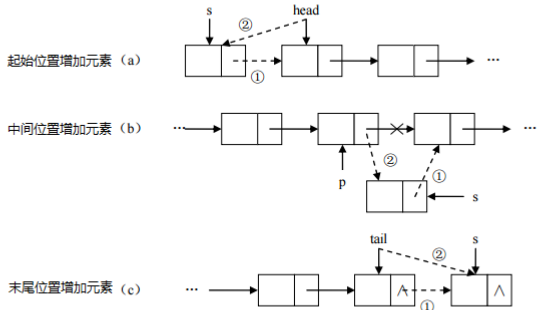 s head
②
起始位置增加元素（a）
①
...
中间位置增加元素（b）
... ...
②
①
p
s
tail s
②
末尾位置增加元素（c）
...
∧ ∧
①